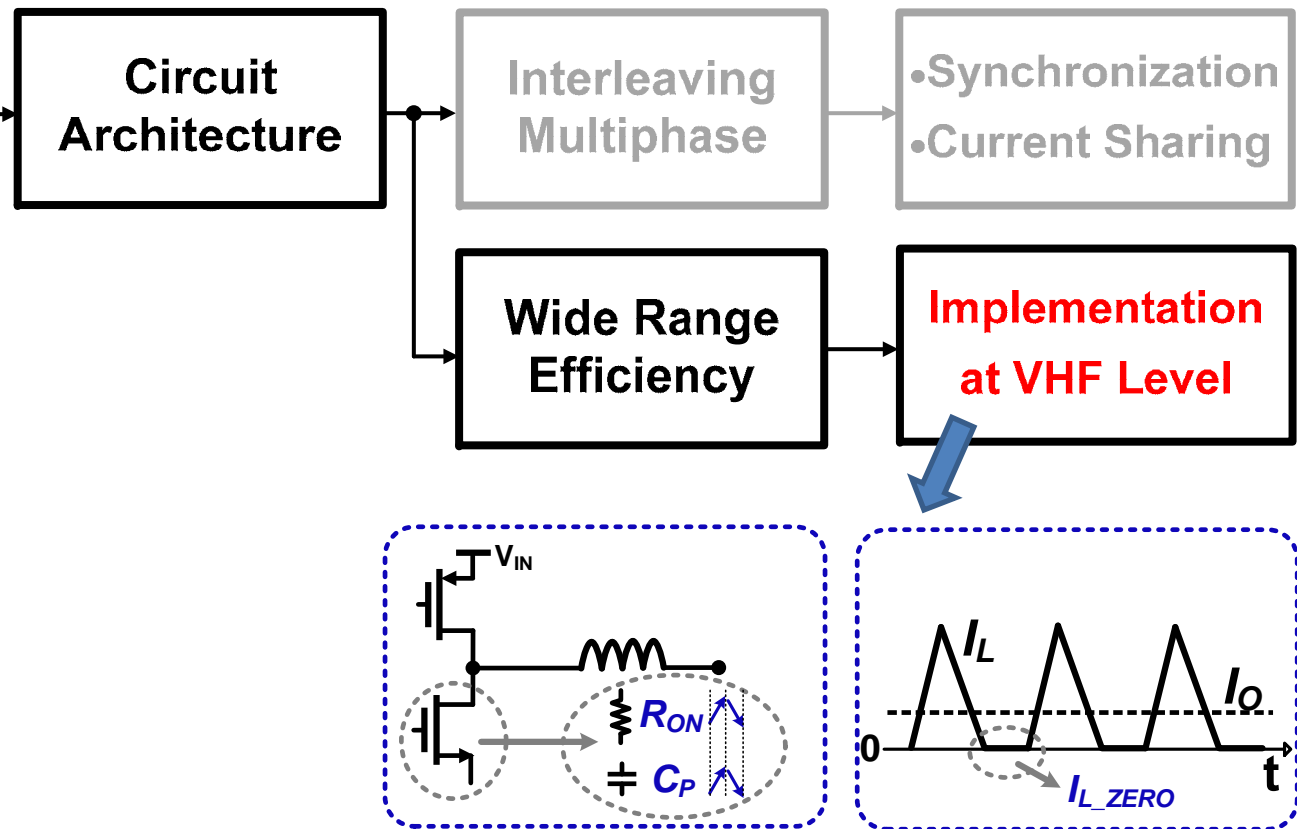 Circuit
Architecture
Interleaving
Multiphase
•Synchronization
•Current Sharing
Wide Range
Efficiency
Implementation
at VHF Level
VIN
RON
CP
IL
IO
0
t
IL_ZERO